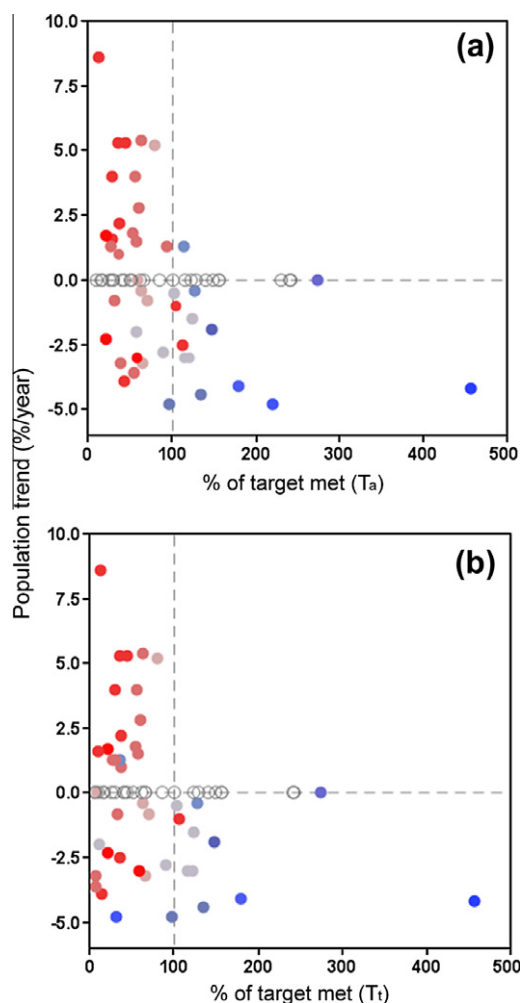 (a)
10.0
7.5
5.0
2.5
0.0
-2.5
-5.0
0 100 200 300 400 500
% of target met (Ta)
Population trend (%/year)
(b)
10.0
7.5
5.0
2.5
0.0
-2.5
-5.0
0 100 200 300 400 500
% of target met (Tt)